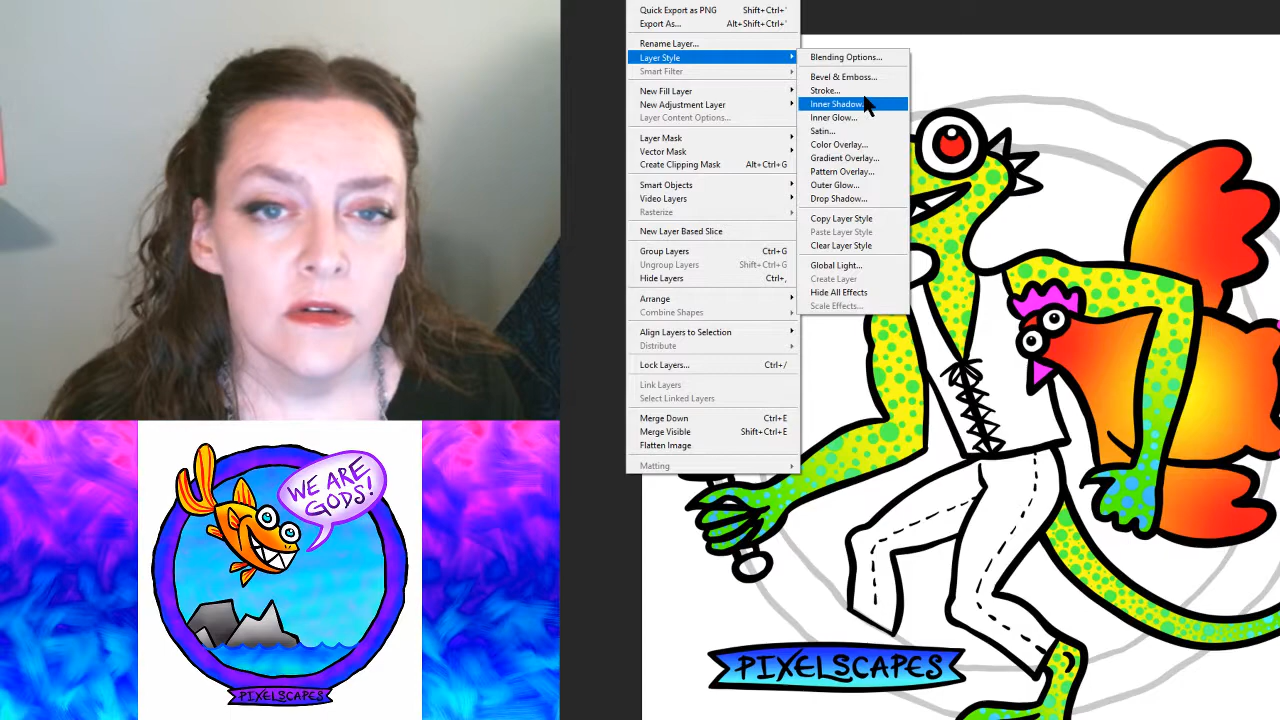 Quick Export as PNG Shift+Ctrl+'
Export As... Alt+Shift+Ctrl+'
Rename Layer...
Layer Style
Smart Filter
New Fill Layer
New Adjustment Layer
Layer Content Options...
Layer Mask
Vector Mask
Create Clipping Mask Alt+Ctrl+G
Smart Objects
Video Layers
Rasterize
New Layer Based Slice
Group Layers Ctrl+G
Ungroup Layers Shift+Ctrl+G
Hide Layers Ctrl+,
Arrange
Combine Shapes
Align Layers to Selection
Distribute
Lock Layers... Ctrl+/
Link Layers
Select Linked Layers
Merge Down Ctrl+E
Merge Visible Shift+Ctrl+E
Flatten Image
Matting
Blending Options...
Bevel & Emboss...
Stroke...
Inner Shadow...
Inner Glow...
Satin...
Color Overlay...
Gradient Overlay...
Pattern Overlay...
Outer Glow...
Drop Shadow...
Copy Layer Style
Paste Layer Style
Clear Layer Style
Global Light...
Create Layer
Hide All Effects
Scale Effects...
WE ARE
GODS!
PIXELSCAPES
PIXELSCAPES